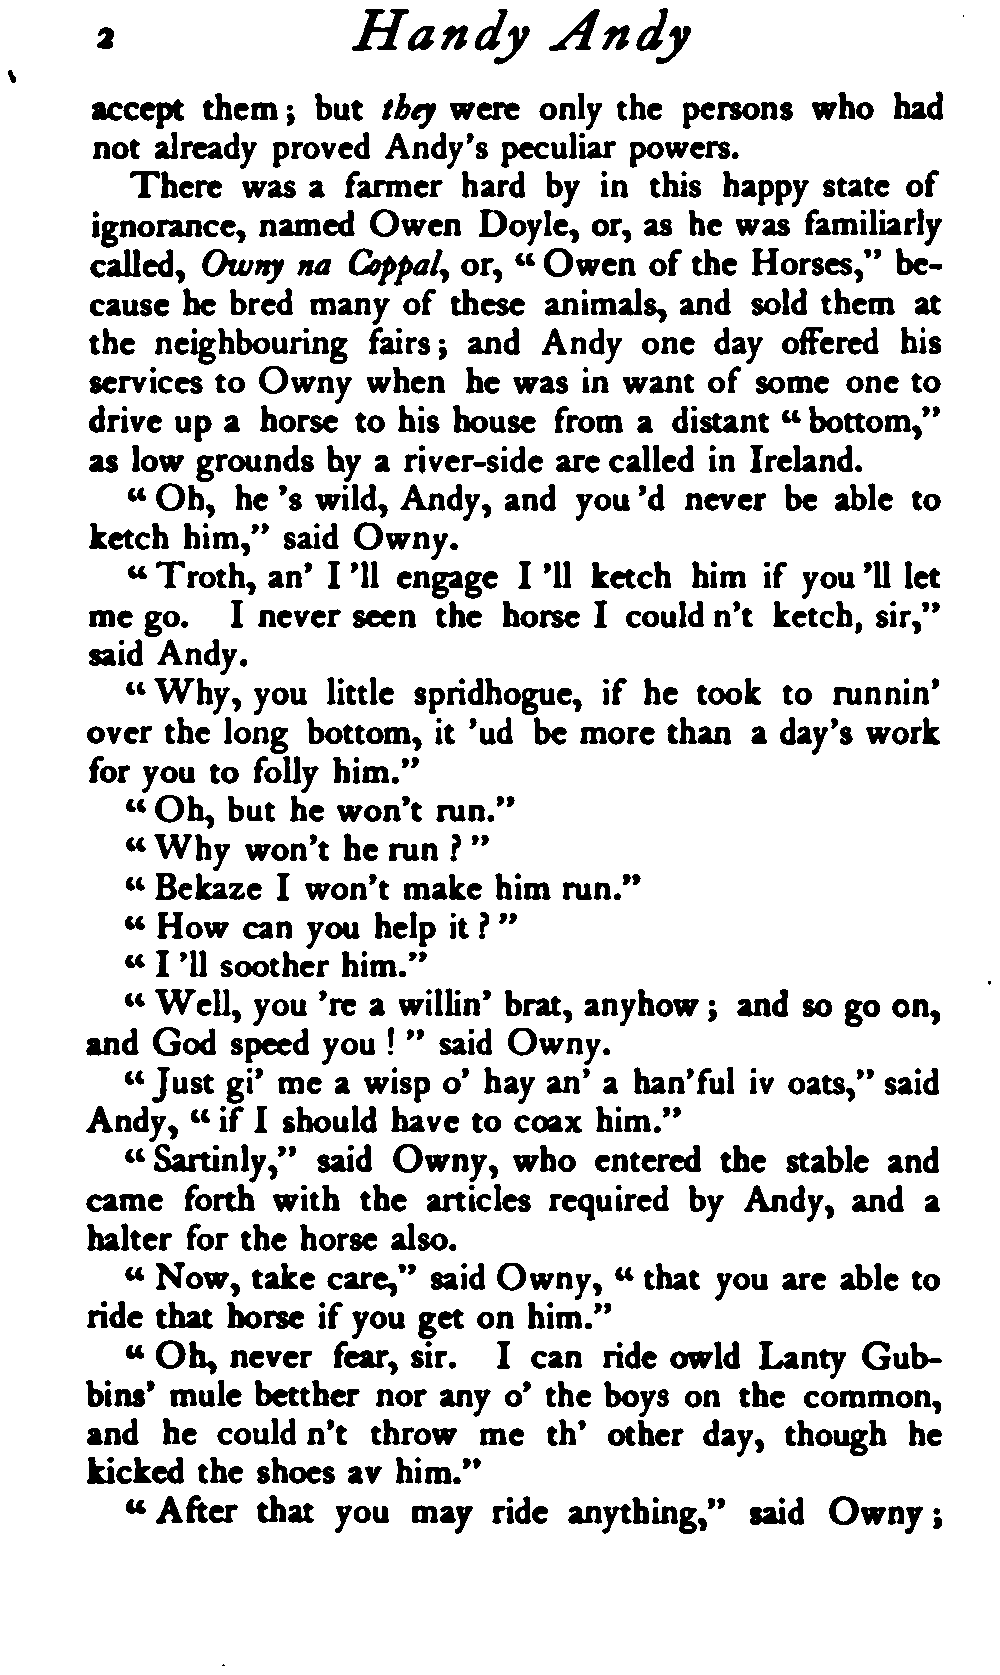 2 Handy Andy
accept them; but they were only the persons who had
not already proved Andy's peculiar powers.
There was a farmer hard by in this happy state of
ignorance, named Owen Doyle, or, as he was familiarly
called, Owny na Coppal, or, “Owen of the Horses,” be-
cause he bred many of these animals, and sold them at
the neighbouring fairs; and Andy one day offered his
services to Owny when he was in want of some one to
drive up a horse to his house from a distant “bottom,”
as low grounds by a river-side are called in Ireland.
“Oh, he 's wild, Andy, and you 'd never be able to
ketch him,” said Owny.
“Troth, an' I 'll engage I 'll ketch him if you 'll let
me go. I never seen the horse I could n't ketch, sir,”
said Andy.
“Why, you little spridhogue, if he took to runnin'
over the long bottom, it 'ud be more than a day's work
for you to folly him.”
“Oh, but he won't run.”
“Why won't he run?”
“Bekaze I won't make him run.”
“How can you help it?”
“I 'll soother him.”
“Well, you 're a willin' brat, anyhow; and so go on,
and God speed you!” said Owny.
“Just gi' me a wisp o' hay an' a han'ful iv oats,” said
Andy, “if I should have to coax him.”
“Sartinly,” said Owny, who entered the stable and
came forth with the articles required by Andy, and a
halter for the horse also.
“Now, take care,” said Owny, “that you are able to
ride that horse if you get on him.”
“Oh, never fear, sir. I can ride owld Lanty Gub-
bins' mule betther nor any o' the boys on the common,
and he could n't throw me th' other day, though he
kicked the shoes av him.”
“After that you may ride anything,” said Owny;